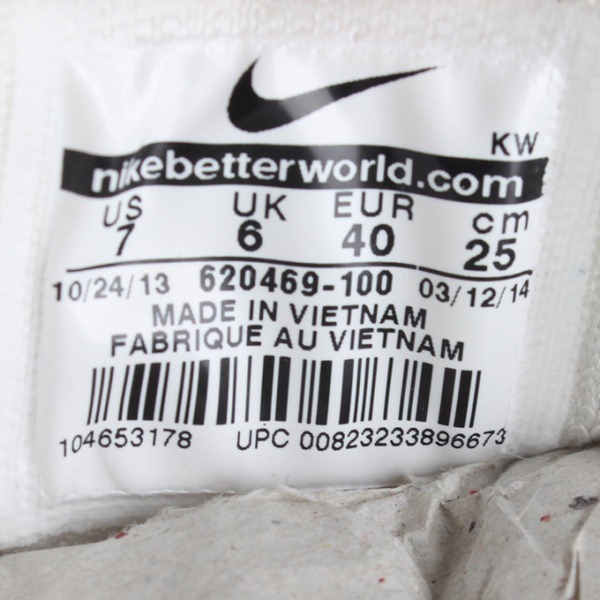 KW
nikebetterworld.com
US UK EUR cm
7 6 40 25
10/24/13 620469-100 03/12/14
MADE IN VIETNAM
FABRIQUE AU VIETNAM
104653178 UPC 00823233896673